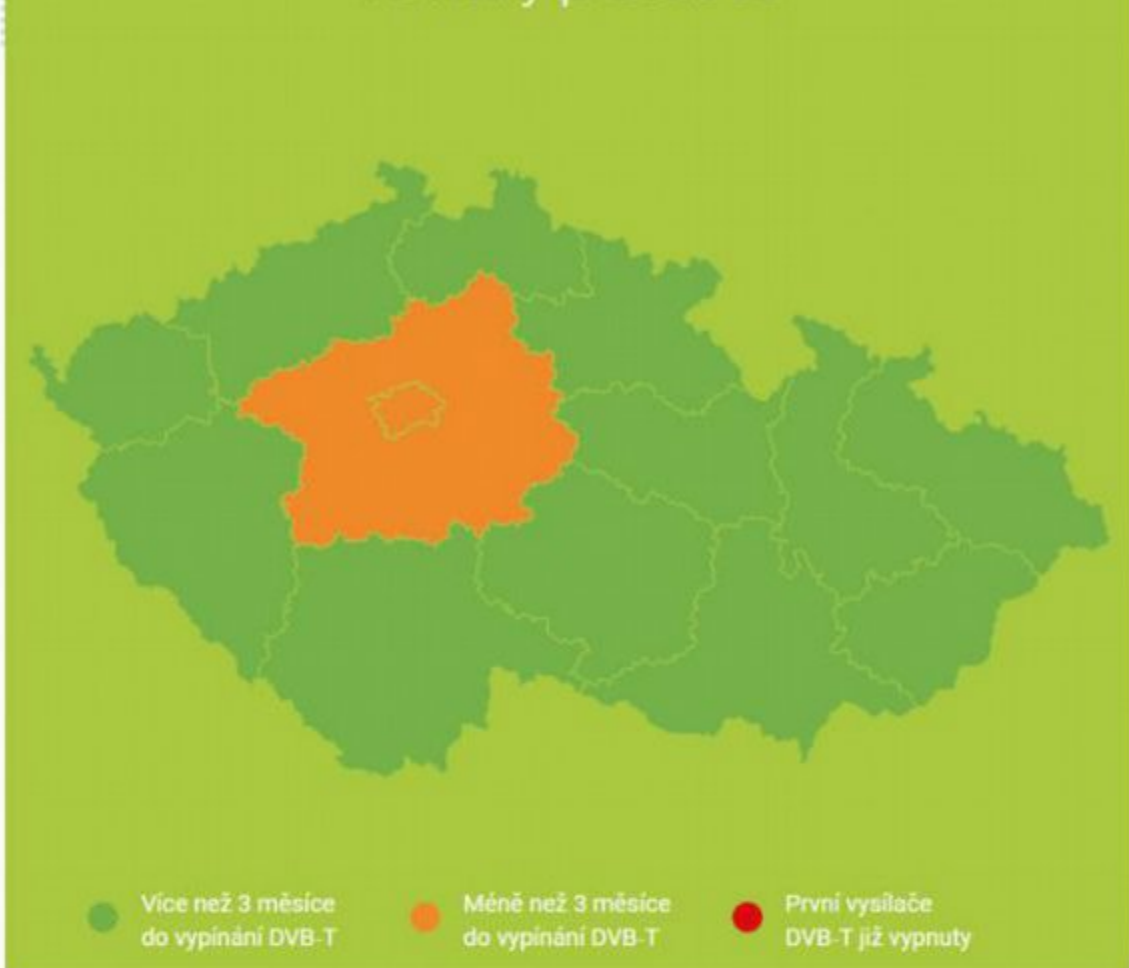 Více než 3 měsíce
do vypínání DVB-T
Méně než 3 měsíce
do vypínání DVB-T
První vysílače
DVB-T již vypnuty